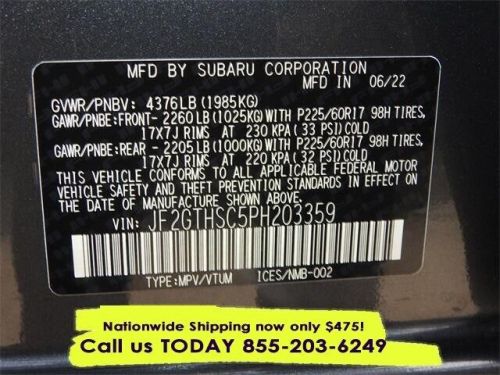 MFD BY SUBARU CORPORATION
MFD IN 06/22
GVWR/PNBV: 4376LB(1985KG)
GAWR/PNBE:FRONT- 2260LB(1025KG)WITH P225/60R17 98H TIRES,
17X7J RIMS AT 230 KPA(33 PSI)COLD
GAWR/PNBE:REAR - 2205LB(1000KG)WITH P225/60R17 98H TIRES,
17X7J RIMS AT 220 KPA(32 PSI)COLD
THIS VEHICLE CONFORMS TO ALL APPLICABLE FEDERAL MOTOR
VEHICLE SAFETY AND THEFT PREVENTION STANDARDS IN EFFECT ON
THE DATE OF MANUFACTURE SHOWN ABOVE.
VIN: JF2GTHSC5PH203359
TYPE:MPV/VTUM ICES/NMB-002
Nationwide Shipping now only $475!
Call us TODAY 855-203-6249